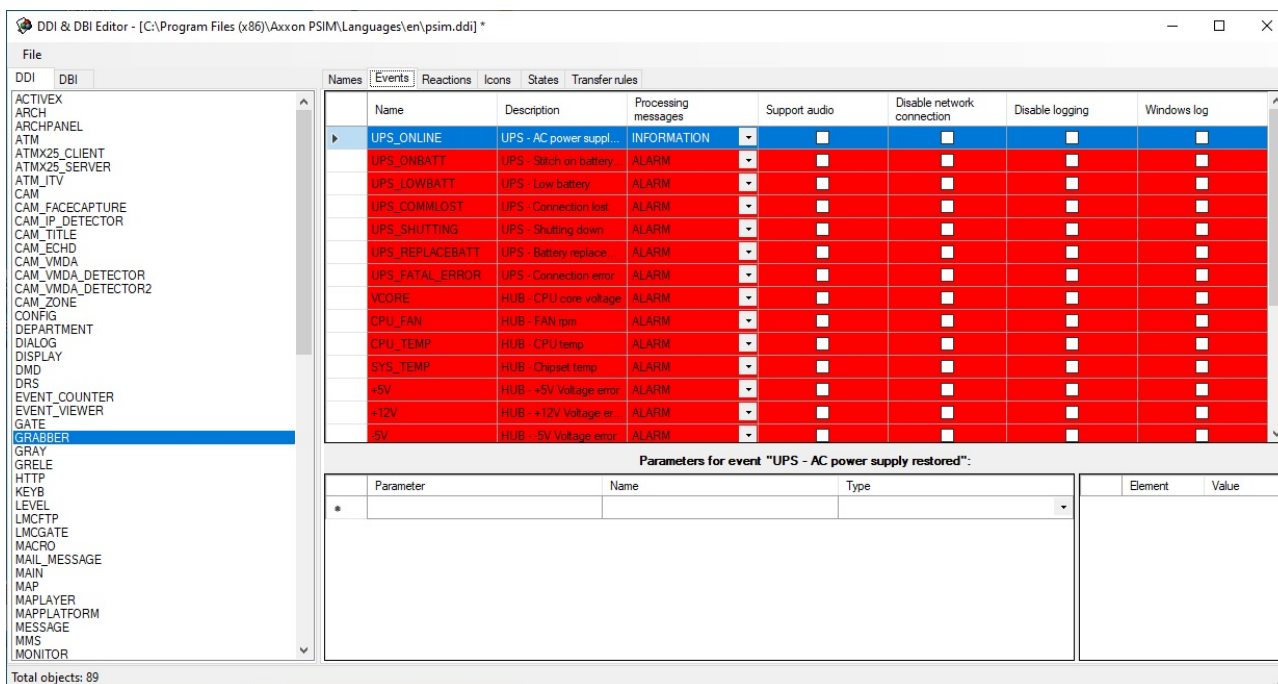 DDI & DBI Editor - [C:\Program Files (x86)\Axxon PSIM\Languages\en\psim.ddi] *
File
DDI DBI
ACTIVEX
ARCH
ARCHPANEL
ATM
ATMX25_CLIENT
ATMX25_SERVER
ATM_ITV
CAM
CAM_FACECAPTURE
CAM_IP_DETECTOR
CAM_TITLE
CAM_ECHD
CAM_VMDA
CAM_VMDA_DETECTOR
CAM_VMDA_DETECTOR2
CAM_ZONE
CONFIG
DEPARTMENT
DIALOG
DISPLAY
DMD
DRS
EVENT_COUNTER
EVENT_VIEWER
GATE
GRABBER
GRAY
GRELE
HTTP
KEYB
LEVEL
LMCFTP
LMCGATE
MACRO
MAIL_MESSAGE
MAIN
MAP
MAPLAYER
MAPPLATFORM
MESSAGE
MMS
MONITOR
Names Events Reactions Icons States Transfer rules
Name Description Processing messages Support audio Disable network connection Disable logging Windows log
UPS_ONLINE UPS - AC power suppl... INFORMATION
UPS_ONBATT UPS - Stitch on battery... ALARM
UPS_LOWBATT UPS - Low battery ALARM
UPS_COMMLOST UPS - Connection lost ALARM
UPS_SHUTTING UPS - Shutting down ALARM
UPS_REPLACEBATT UPS - Battery replace... ALARM
UPS_FATAL_ERROR UPS - Connection error ALARM
VCORE HUB - CPU core voltage ALARM
CPU_FAN HUB - FAN rpm ALARM
CPU_TEMP HUB - CPU temp ALARM
SYS_TEMP HUB - Chipset temp ALARM
+5V HUB - +5V Voltage error ALARM
+12V HUB - +12V Voltage er... ALARM
-5V HUB - -5V Voltage error ALARM
Parameters for event "UPS - AC power supply restored":
Parameter Name Type
Element Value
Total objects: 89